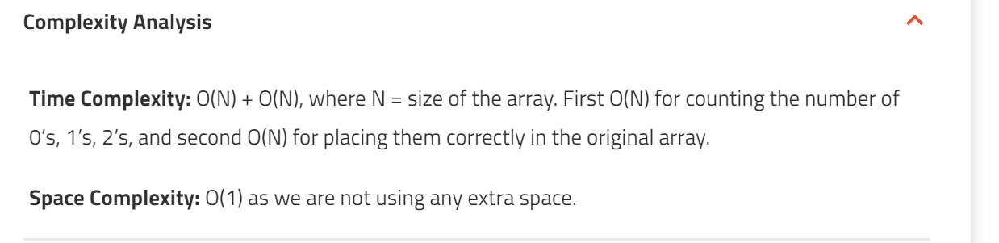 Complexity Analysis
Time Complexity: O(N) + O(N), where N = size of the array. First O(N) for counting the number of
0’s, 1’s, 2’s, and second O(N) for placing them correctly in the original array.
Space Complexity: O(1) as we are not using any extra space.